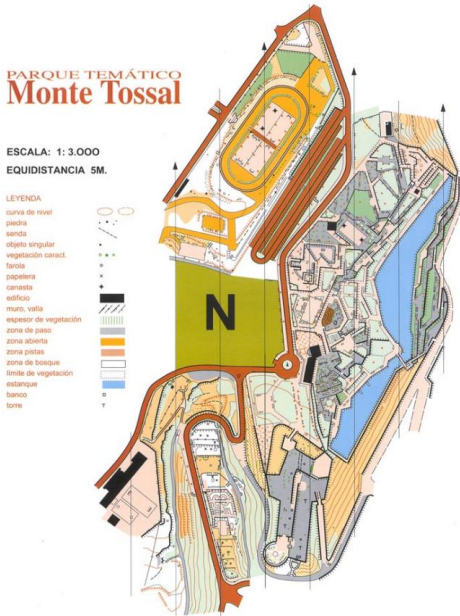 PARQUE TEMÁTICO
Monte Tossal
ESCALA: 1: 3.OOO
EQUIDISTANCIA 5M.
LEYENDA
curva de nivel
piedra
senda
objeto singular
vegetación caract.
farola
papelera
canasta
edificio
muro, valla
espesor de vegetación
zona de paso
zona abierta
zona pistas
zona de bosque
límite de vegetación
estanque
banco
torre
N